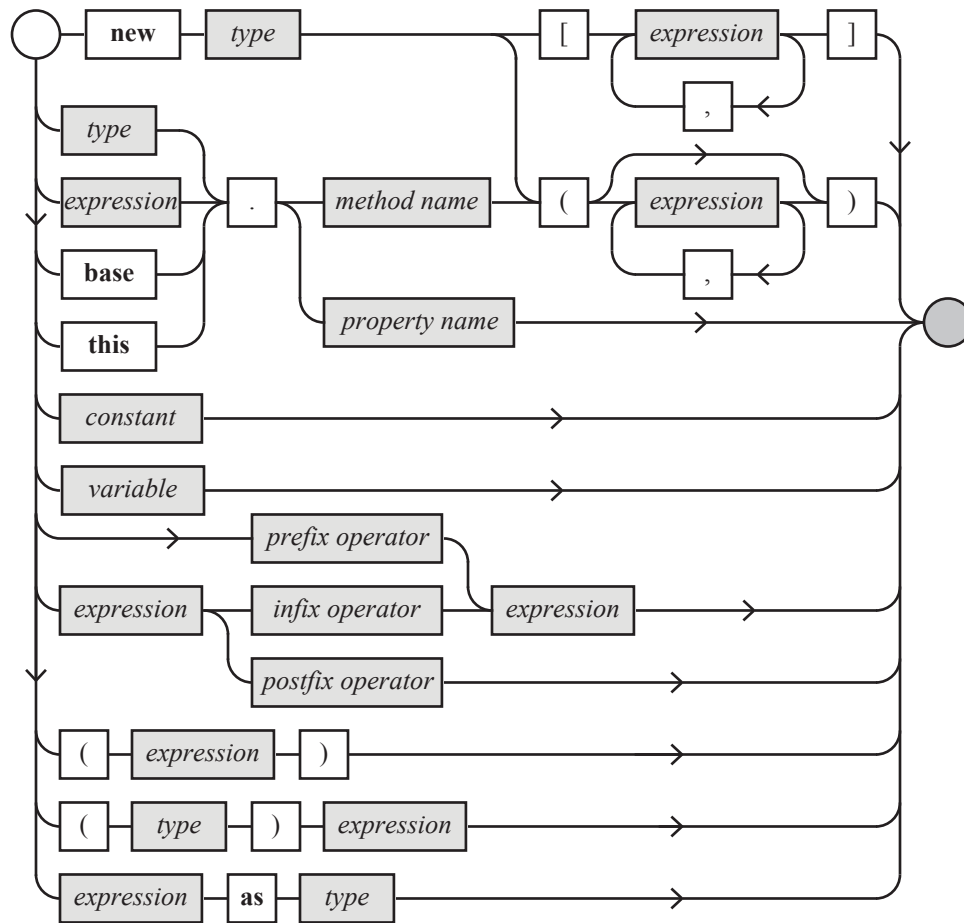 new type [ expression ]
,
type
expression . method name ( expression )
base ,
this property name
constant
variable
prefix operator
expression infix operator expression
postfix operator
( expression )
( type ) expression
expression as type